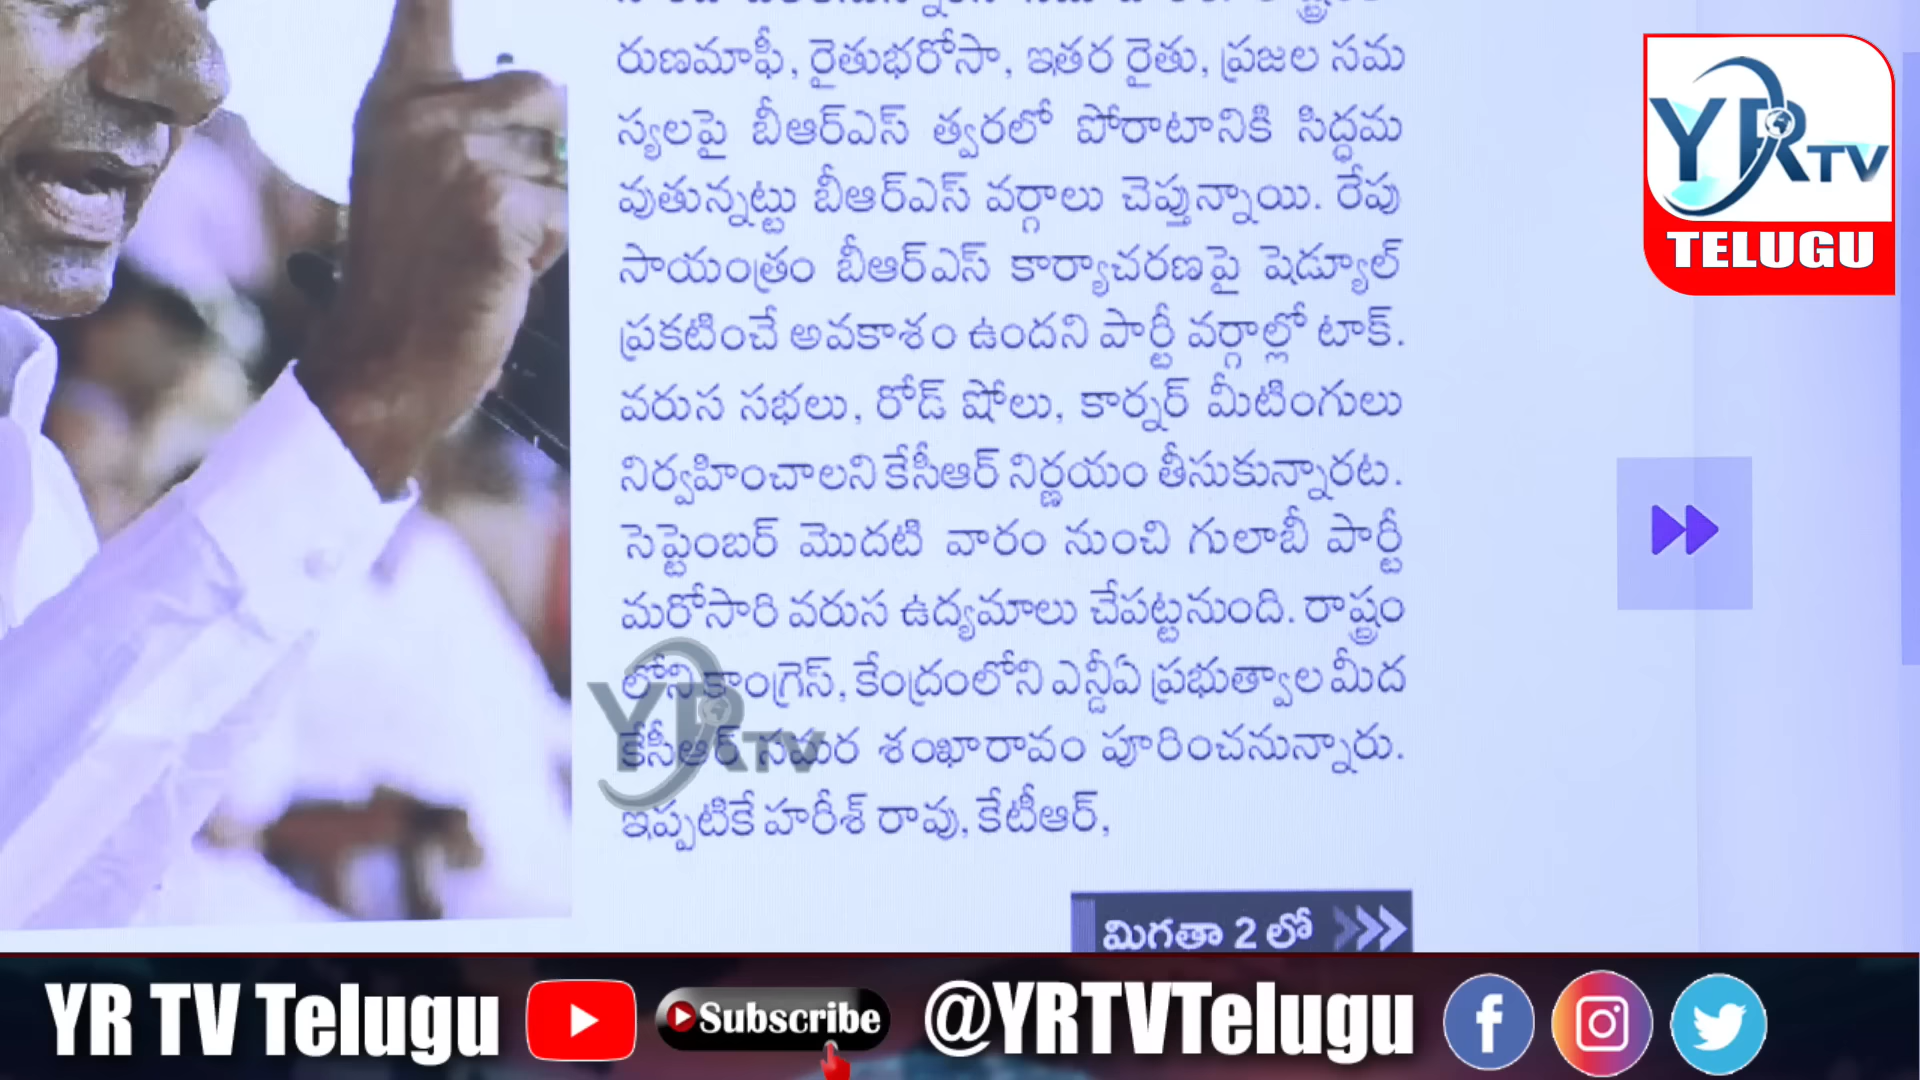 రుణమాఫీ, రైతుభరోసా, ఇతర రైతు, ప్రజల సమ
స్యలపై బీఆర్ఎస్ త్వరలో పోరాటానికి సిద్ధమ
వుతున్నట్టు బీఆర్ఎస్ వర్గాలు చెప్తున్నాయి. రేపు
సాయంత్రం బీఆర్ఎస్ కార్యాచరణపై షెడ్యూల్
ప్రకటించే అవకాశం ఉందని పార్టీ వర్గాల్లో టాక్.
వరుస సభలు, రోడ్ షోలు, కార్నర్ మీటింగులు
నిర్వహించాలని కేసీఆర్ నిర్ణయం తీసుకున్నారట.
సెప్టెంబర్ మొదటి వారం నుంచి గులాబీ పార్టీ
మరోసారి వరుస ఉద్యమాలు చేపట్టనుంది. రాష్ట్రం
లోని కాంగ్రెస్, కేంద్రంలోని ఎన్డీఏ ప్రభుత్వాల మీద
కేసీఆర్ సమర శంఖారావం పూరించనున్నారు.
ఇప్పటికే హరీశ్ రావు, కేటీఆర్,
మిగతా 2 లో
YR TV
TELUGU
YR TV
YR TV Telugu
Subscribe
@YRTVTelugu